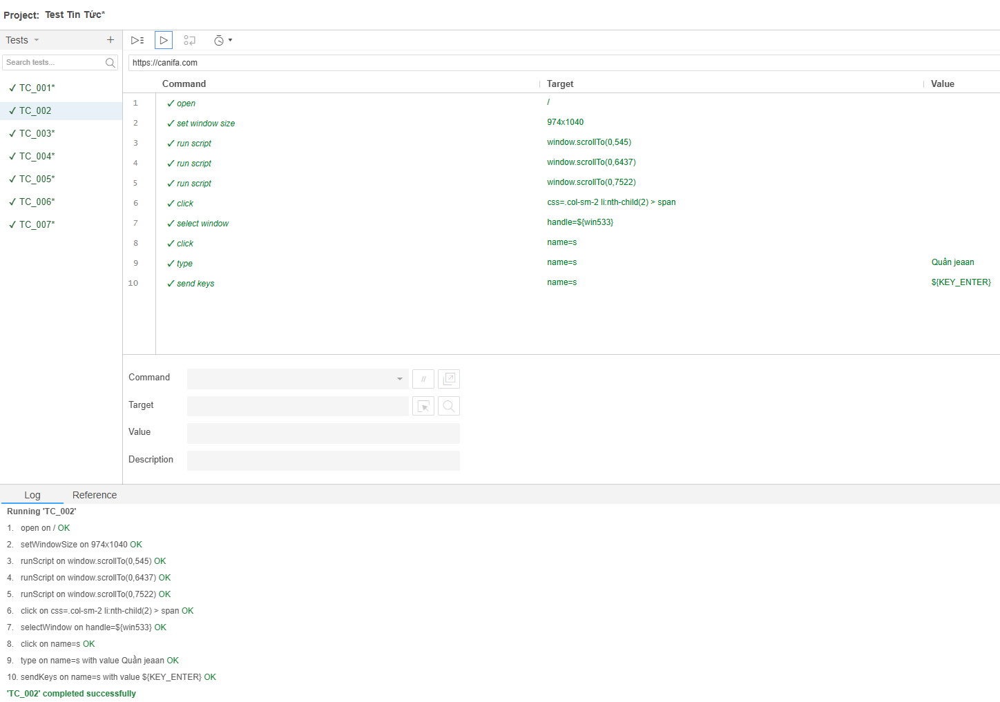 Project: Test Tin Tức*
Tests
Search tests...
✓ TC_001*
✓ TC_002
✓ TC_003*
✓ TC_004*
✓ TC_005*
✓ TC_006*
✓ TC_007*
https://canifa.com
Command Target Value
1 ✓ open /
2 ✓ set window size 974x1040
3 ✓ run script window.scrollTo(0,545)
4 ✓ run script window.scrollTo(0,6437)
5 ✓ run script window.scrollTo(0,7522)
6 ✓ click css=.col-sm-2 li:nth-child(2) > span
7 ✓ select window handle=${win533}
8 ✓ click name=s
9 ✓ type name=s Quần jeaan
10 ✓ send keys name=s ${KEY_ENTER}
Command //
Target
Value
Description
Log Reference
Running 'TC_002'
1. open on / OK
2. setWindowSize on 974x1040 OK
3. runScript on window.scrollTo(0,545) OK
4. runScript on window.scrollTo(0,6437) OK
5. runScript on window.scrollTo(0,7522) OK
6. click on css=.col-sm-2 li:nth-child(2) > span OK
7. selectWindow on handle=${win533} OK
8. click on name=s OK
9. type on name=s with value Quần jeaan OK
10. sendKeys on name=s with value ${KEY_ENTER} OK
'TC_002' completed successfully